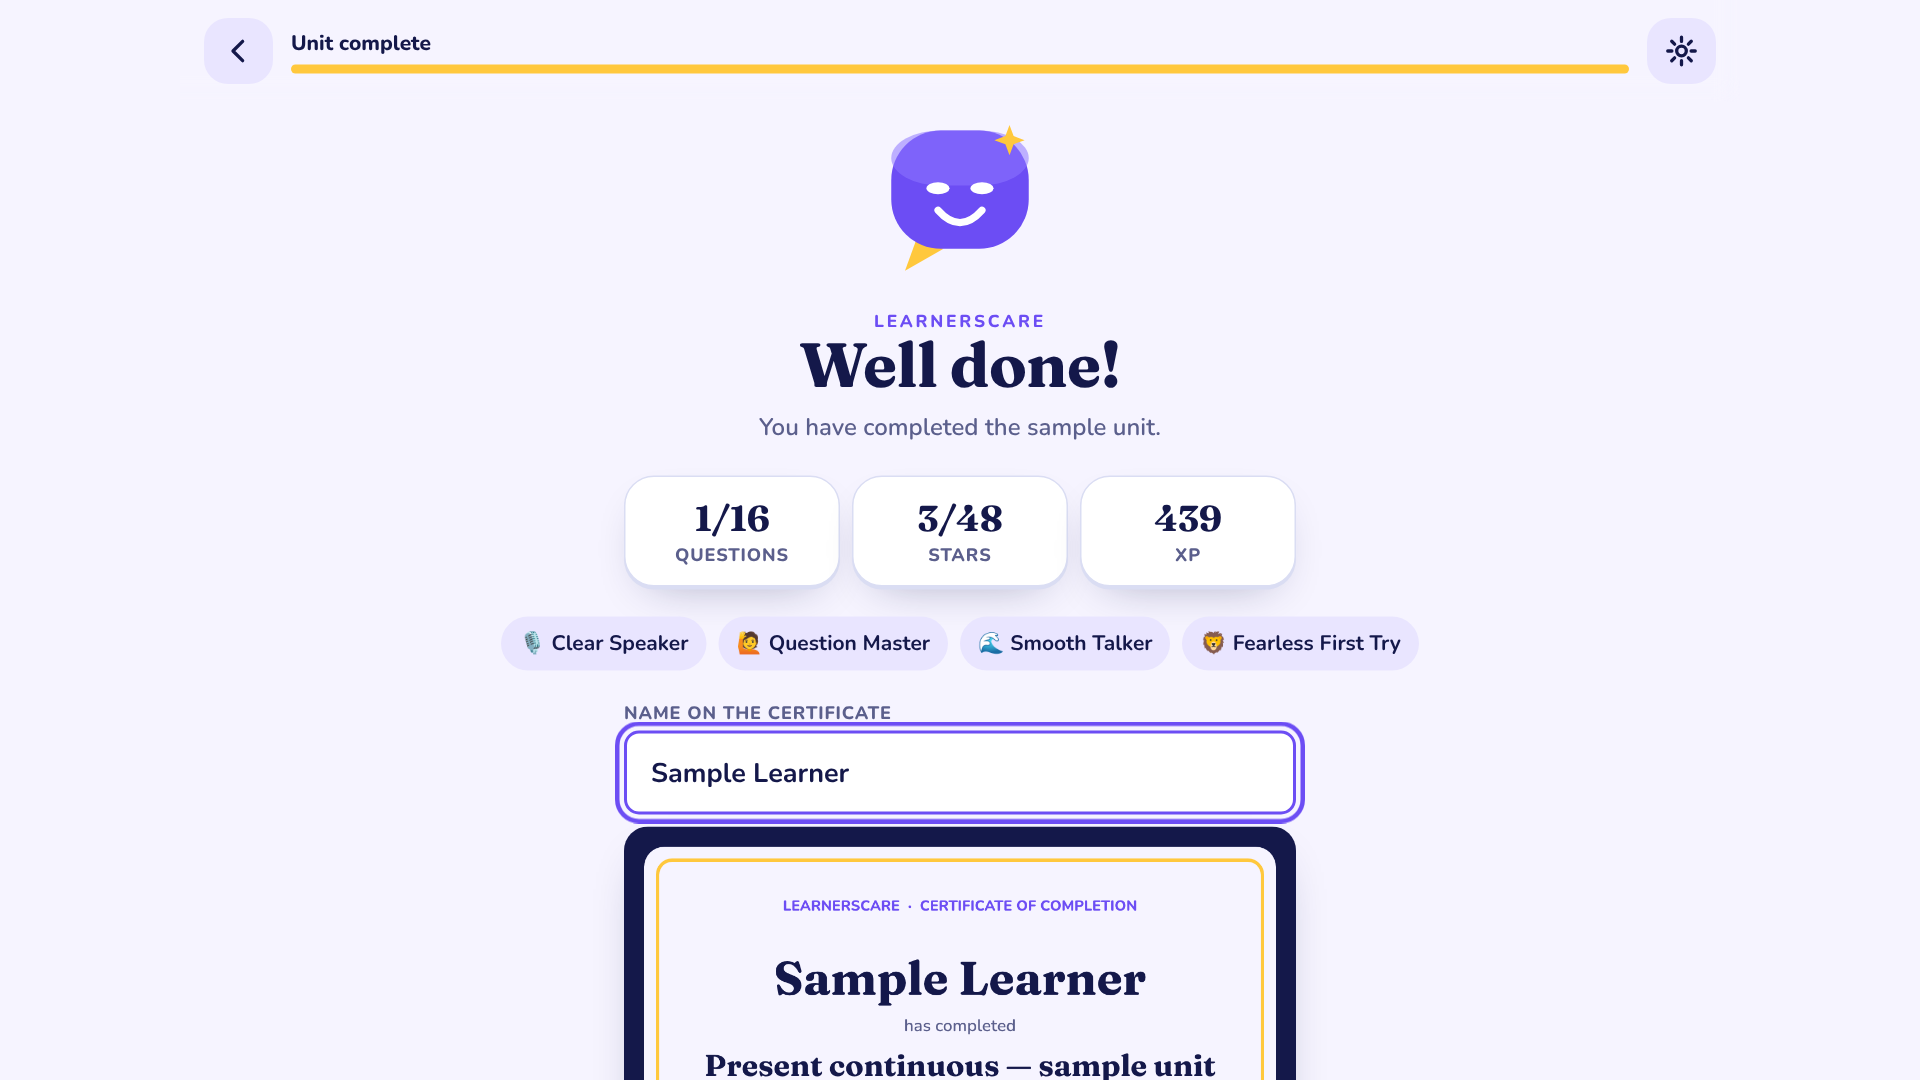 Unit complete
LEARNERSCARE
Well done!
You have completed the sample unit.
1/16
QUESTIONS
3/48
STARS
439
XP
Clear Speaker
Question Master
Smooth Talker
Fearless First Try
NAME ON THE CERTIFICATE
Sample Learner
LEARNERSCARE · CERTIFICATE OF COMPLETION
Sample Learner
has completed
Present continuous — sample unit